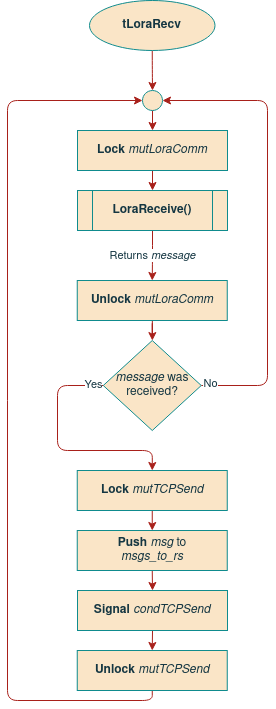 tLoraRecv
Lock mutLoraComm
LoraReceive()
Returns message
Unlock mutLoraComm
message was
received?
Yes
No
Lock mutTCPSend
Push msg to
msgs_to_rs
Signal condTCPSend
Unlock mutTCPSend